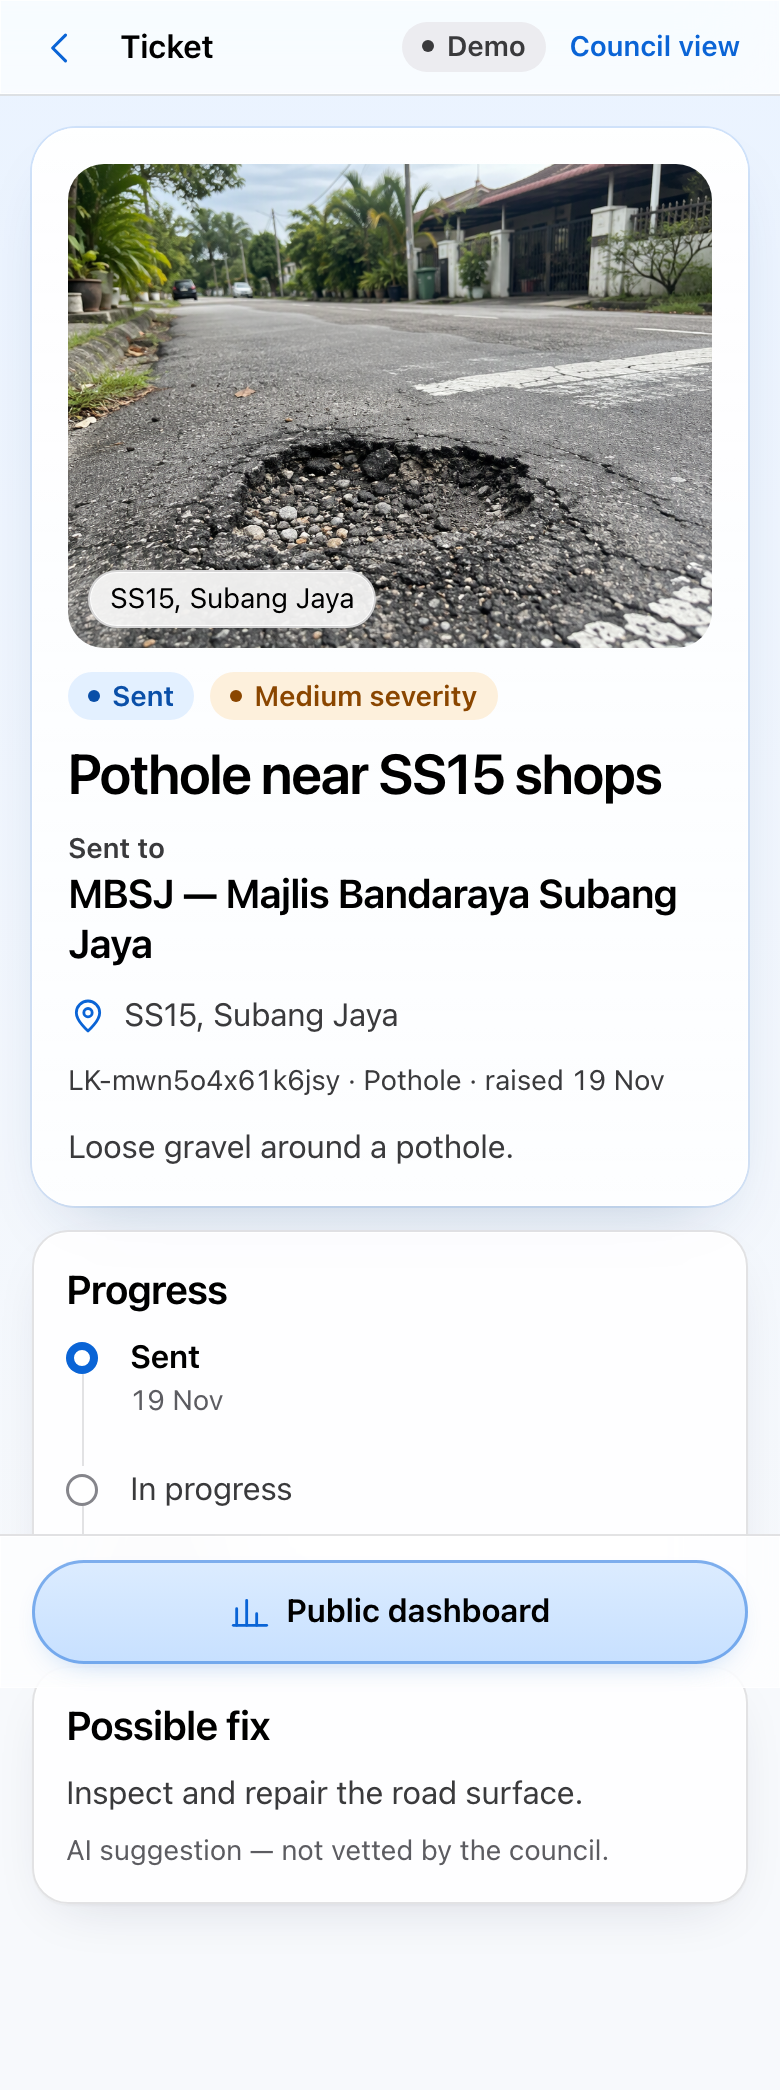 Ticket
Demo
Council view
SS15, Subang Jaya
Sent
Medium severity
Pothole near SS15 shops
Sent to
MBSJ — Majlis Bandaraya Subang
Jaya
SS15, Subang Jaya
LK-mwn5o4x61k6jsy · Pothole · raised 19 Nov
Loose gravel around a pothole.
Progress
Sent
19 Nov
In progress
Public dashboard
Possible fix
Inspect and repair the road surface.
AI suggestion — not vetted by the council.